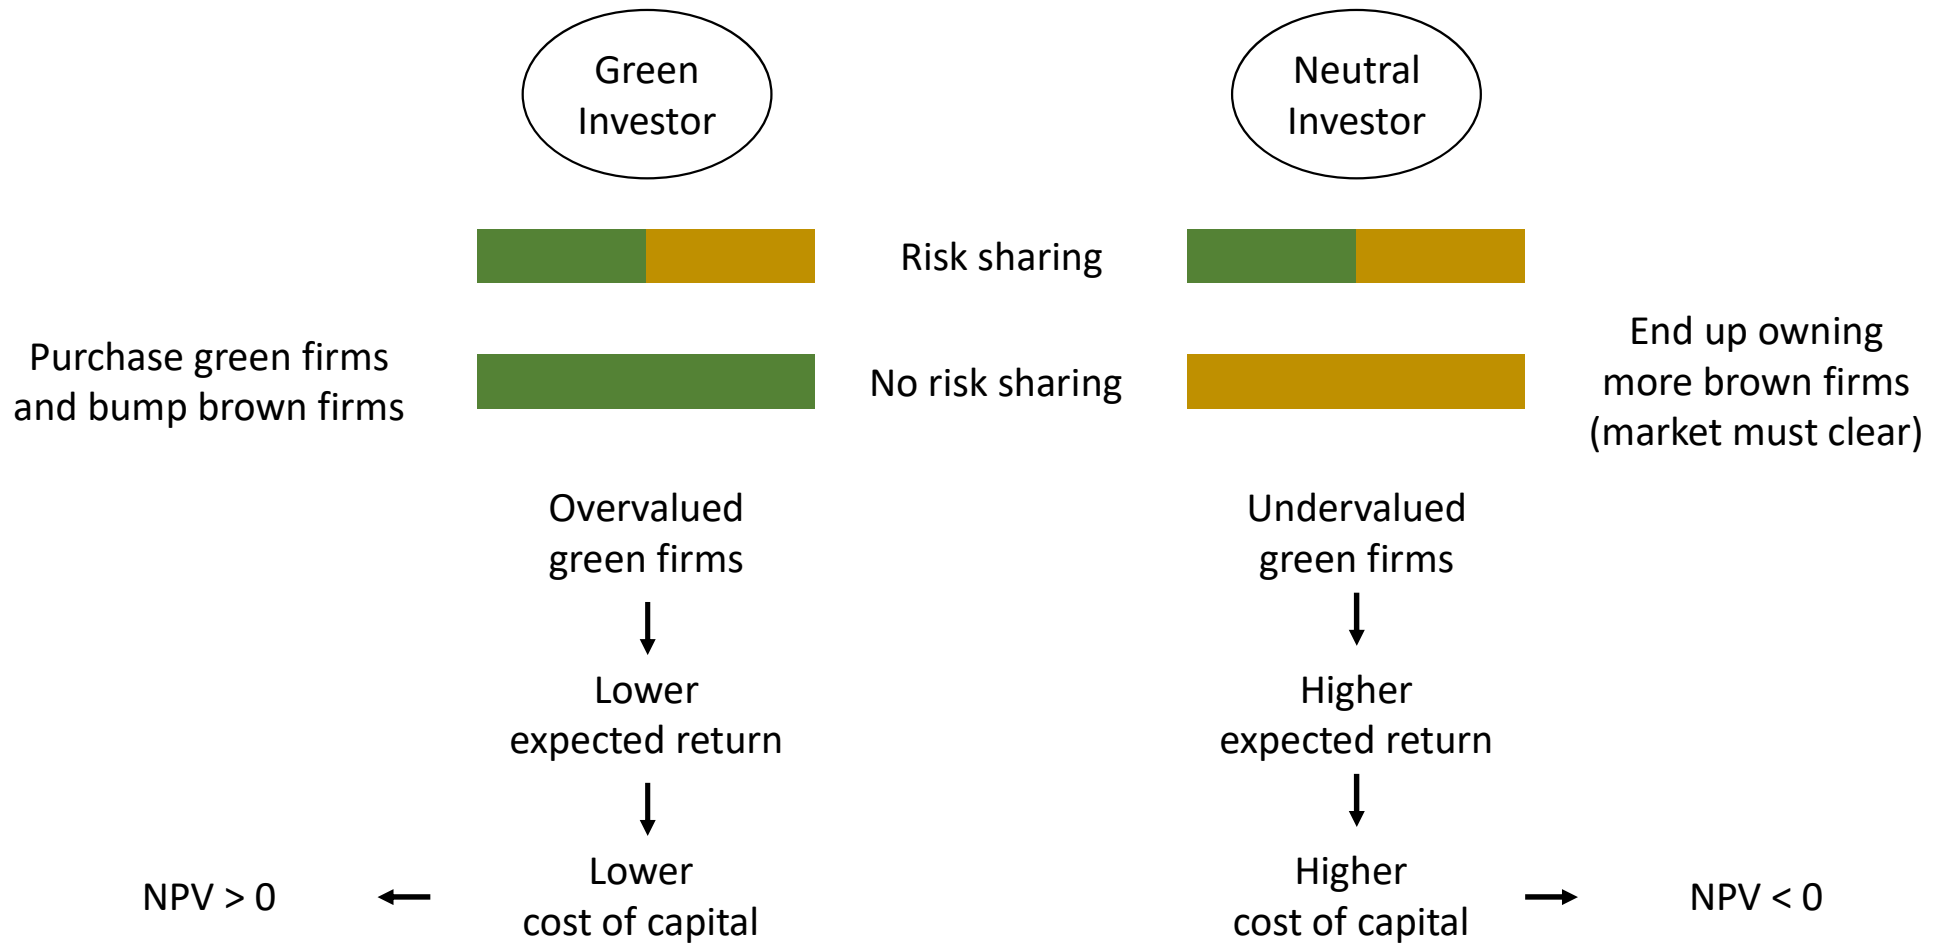 Green
Investor
Neutral
Investor
Risk sharing
Purchase green firms
and bump brown firms
No risk sharing
End up owning
more brown firms
(market must clear)
Overvalued
green firms
Undervalued
green firms
Lower
expected return
Higher
expected return
NPV > 0
Lower
cost of capital
Higher
cost of capital
NPV < 0